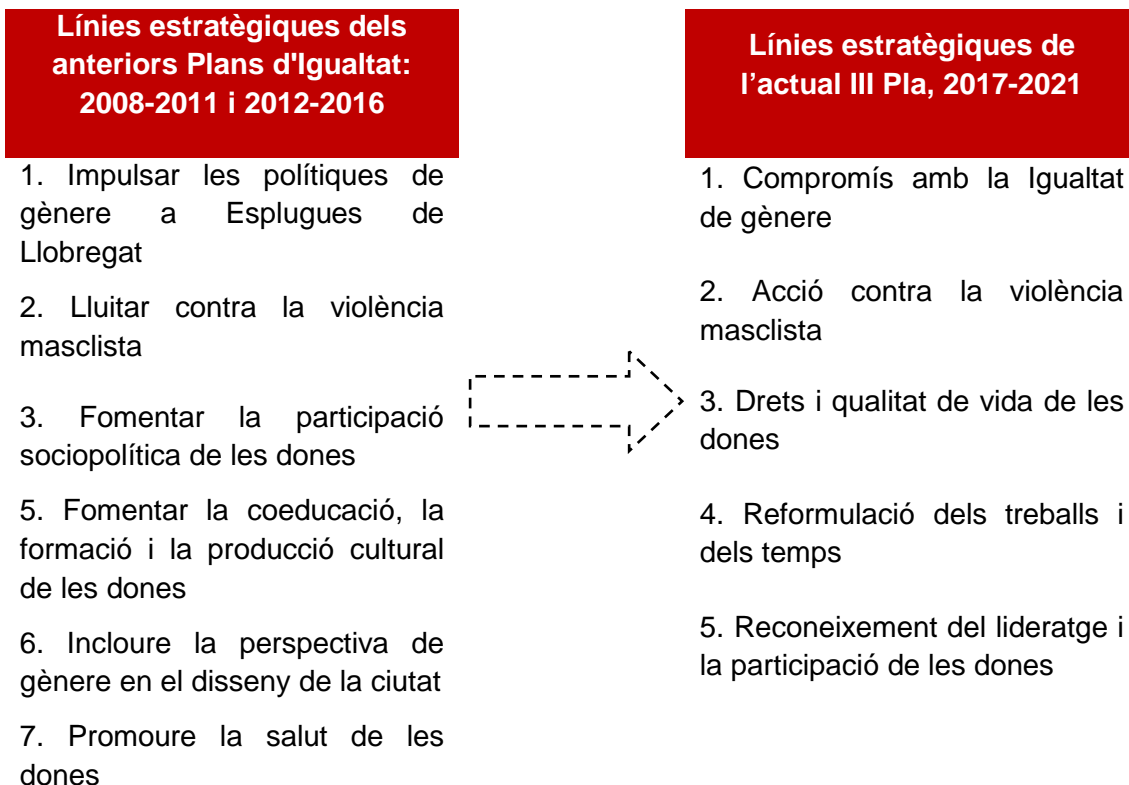 Línies estratègiques dels
anteriors Plans d'Igualtat:
2008-2011 i 2012-2016
1. Impulsar les polítiques de
gènere a Esplugues de
Llobregat
2. Lluitar contra la violència
masclista
3. Fomentar la participació
sociopolítica de les dones
5. Fomentar la coeducació, la
formació i la producció cultural
de les dones
6. Incloure la perspectiva de
gènere en el disseny de la ciutat
7. Promoure la salut de les
dones
Línies estratègiques de
l’actual III Pla, 2017-2021
1. Compromís amb la Igualtat
de gènere
2. Acció contra la violència
masclista
3. Drets i qualitat de vida de les
dones
4. Reformulació dels treballs i
dels temps
5. Reconeixement del lideratge i
la participació de les dones